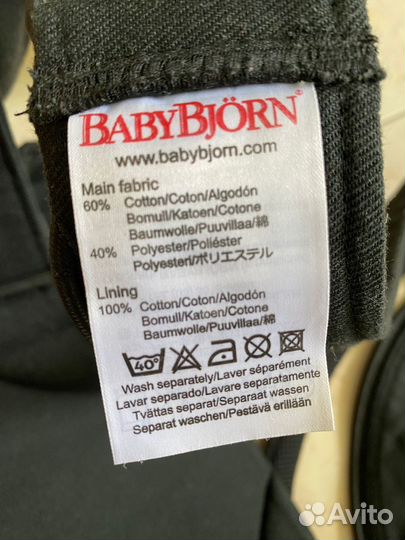 BABYBJÖRN®
www.babybjorn.com
Main fabric
60% Cotton/Coton/Algodón
Bomull/Katoen/Cotone
Baumwolle/Puuvillaa/綿
40% Polyester/Poliéster
Polyesteri/ポリエステル
Lining
100% Cotton/Coton/Algodón
Bomull/Katoen/Cotone
Baumwolle/Puuvillaa/綿
40°
Wash separately/Laver séparément
Lavar separado/Lavare separatamente
Tvättas separat/Apart wassen
Separat waschen/Pestävä erillään
Avito